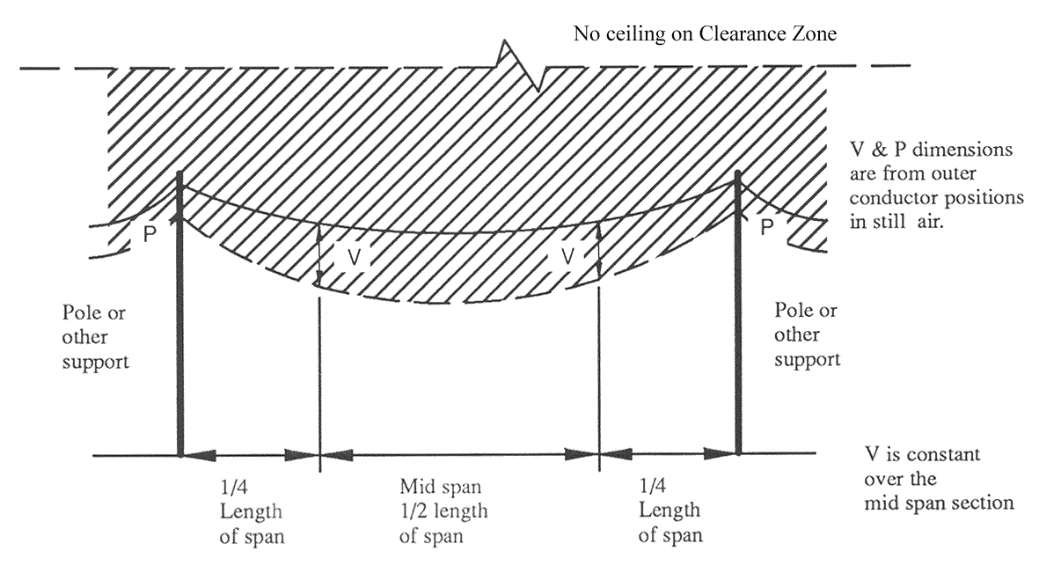 No ceiling on Clearance Zone
V & P dimensions
are from outer
conductor positions
in still air.
P
V
V
P
Pole or
other
support
Pole or
other
support
1/4
Length
of span
Mid span
1/2 length
of span
1/4
Length
of span
V is constant
over the
mid span section